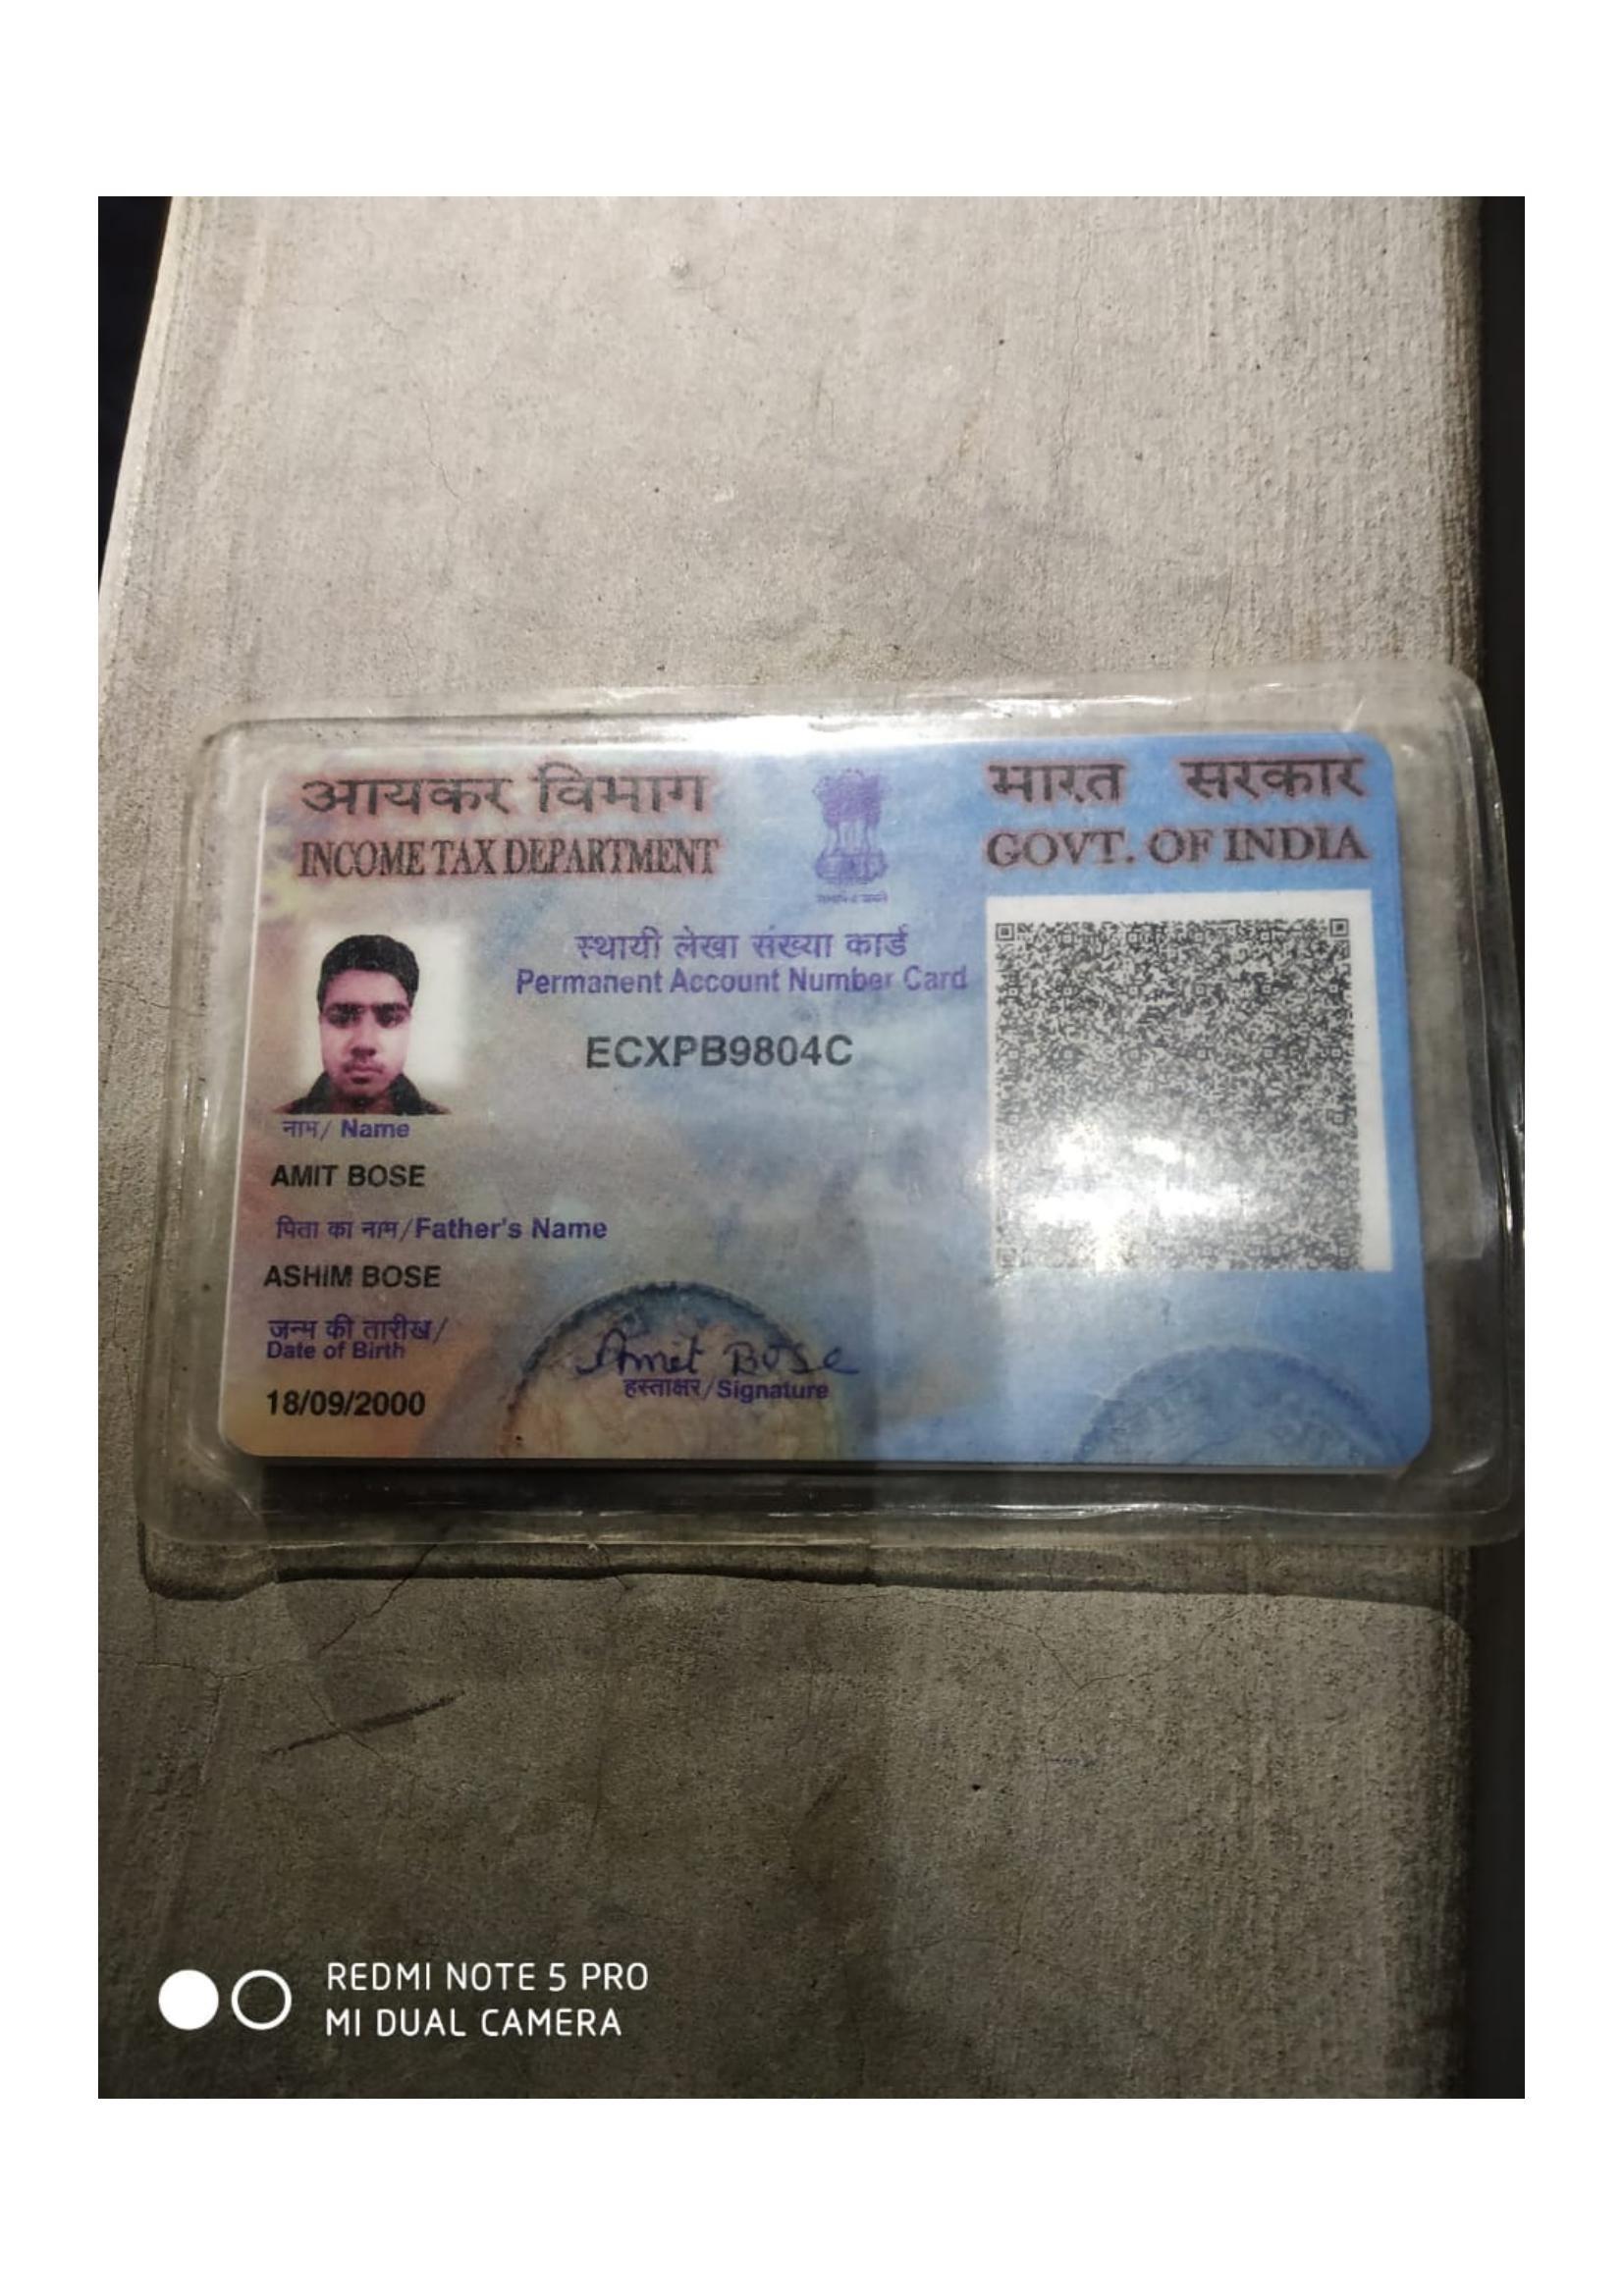 आयकर विभाग
INCOME TAX DEPARTMENT
भारत सरकार
GOVT. OF INDIA
स्थायी लेखा संख्या कार्ड
Permanent Account Number Card
ECXPB9804C
नाम/ Name
AMIT BOSE
पिता का नाम/Father's Name
ASHIM BOSE
जन्म की तारीख/
Date of Birth
18/09/2000
Amit Bose
हस्ताक्षर/Signature
REDMI NOTE 5 PRO
MI DUAL CAMERA